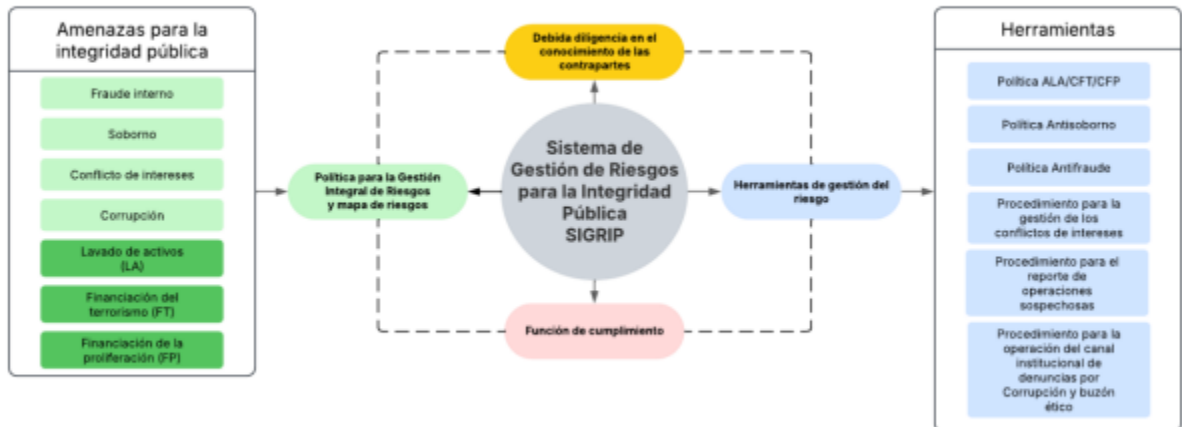 Amenazas para la
integridad pública
Fraude interno
Soborno
Conflicto de intereses
Corrupción
Lavado de activos
(LA)
Financiación del
terrorismo (FT)
Financiación de la
proliferación (FP)
Política para la Gestión
Integral de Riesgos
y mapa de riesgos
Debida diligencia en el
conocimiento de las
contrapartes
Sistema de
Gestión de Riesgos
para la Integridad
Pública
SIGRIP
Función de cumplimiento
Herramientas de gestión del
riesgo
Herramientas
Política ALA/CFT/CFP
Política Antisoborno
Política Antifraude
Procedimiento para la
gestión de los
conflictos de intereses
Procedimiento para el
reporte de
operaciones
sospechosas
Procedimiento para la
operación del canal
institucional de
denuncias por
Corrupción y buzón
ético